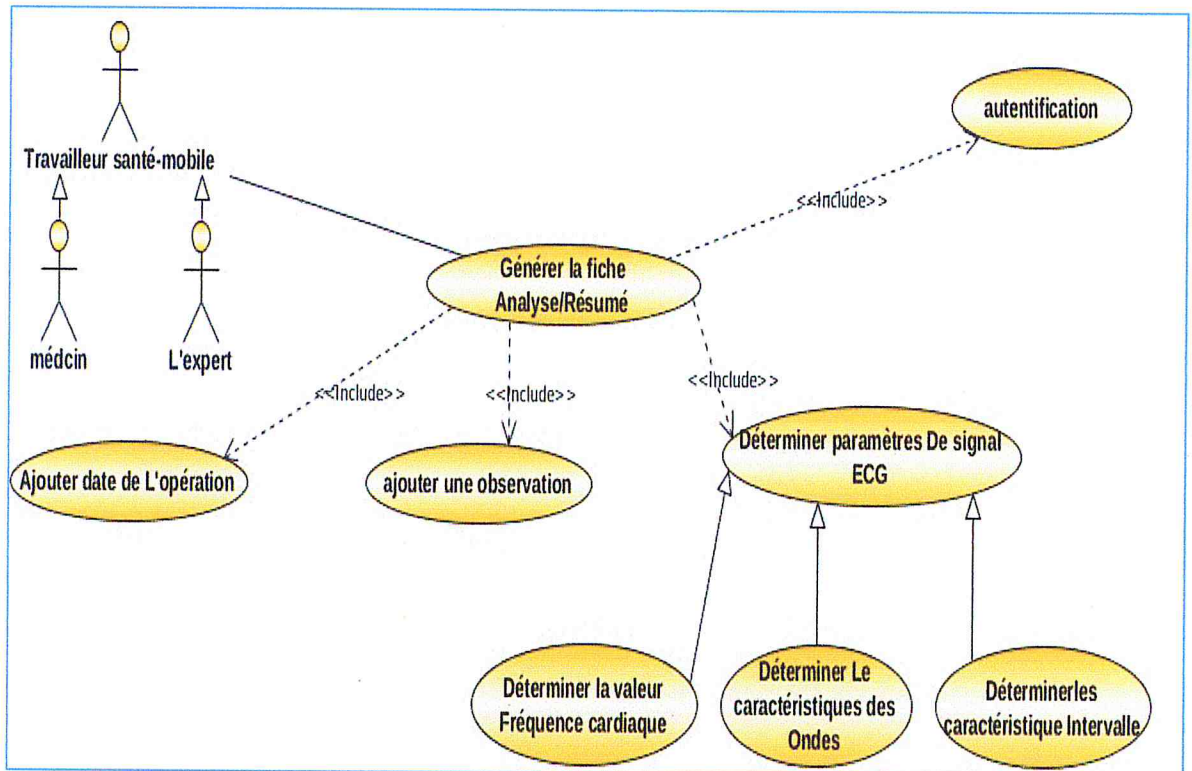 Travailleur santé-mobile
médcin
L'expert
autentification
<<Include>>
Générer la fiche
Analyse/Résumé
<<Include>>
<<Include>>
<<Include>>
Ajouter date de L'opération
ajouter une observation
Déterminer paramètres De signal
ECG
Déterminer la valeur
Fréquence cardiaque
Déterminer Le
caractéristiques des
Ondes
Déterminerles
caractéristique Intervalle